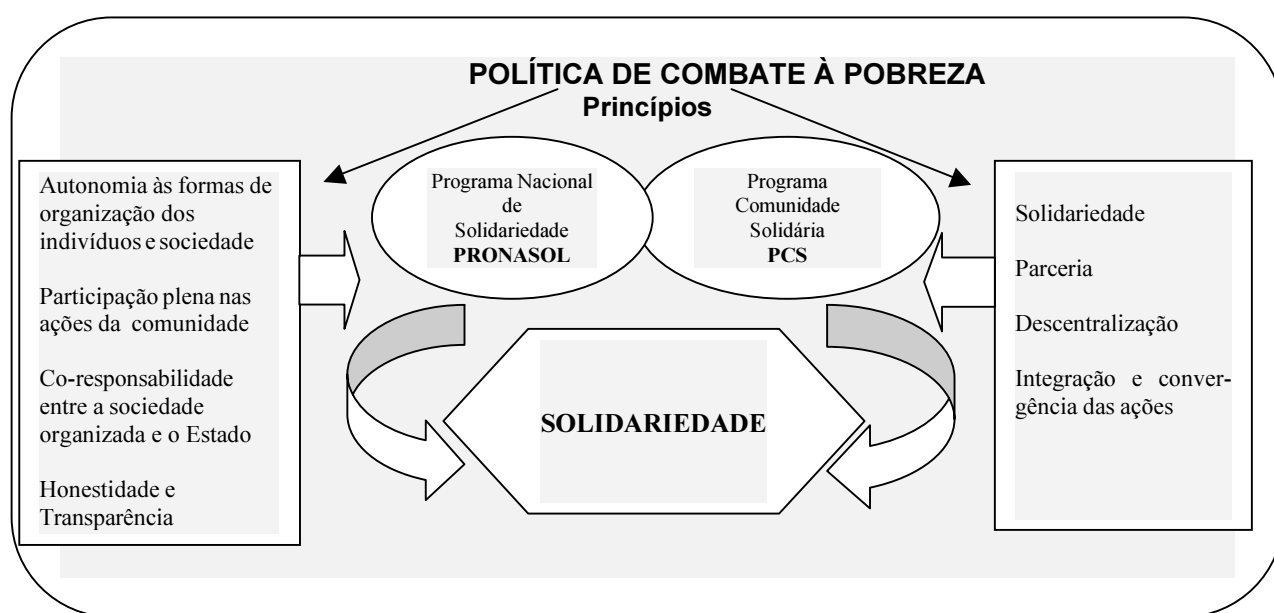 POLÍTICA DE COMBATE À POBREZA
Princípios
Autonomia às formas de
organização dos
indivíduos e sociedade
Participação plena nas
ações da comunidade
Co-responsabilidade
entre a sociedade
organizada e o Estado
Honestidade e
Transparência
Programa Nacional
de
Solidariedade
PRONASOL
Programa
Comunidade
Solidária
PCS
SOLIDARIEDADE
Solidariedade
Parceria
Descentralização
Integração e conver-
gência das ações